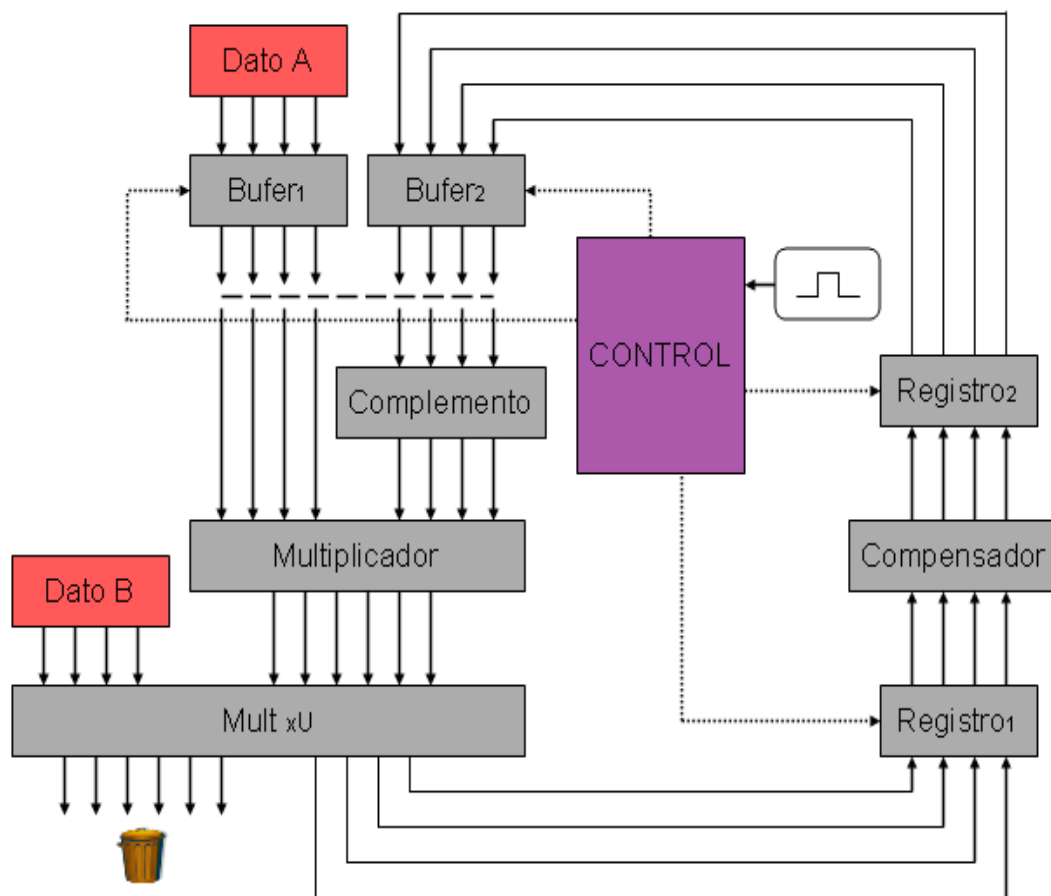 Dato A
Bufer₁
Bufer₂
CONTROL
Registro₂
Complemento
Multiplicador
Compensador
Dato B
Mult xU
Registro₁